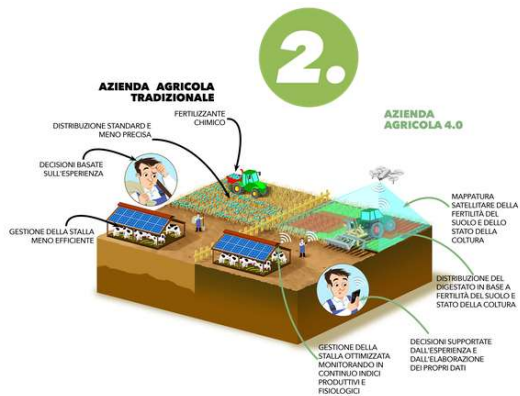 2.
AZIENDA AGRICOLA
TRADIZIONALE
FERTILIZZANTE
CHIMICO
DISTRIBUZIONE STANDARD E
MENO PRECISA
DECISIONI BASATE
SULL'ESPERIENZA
GESTIONE DELLA STALLA
MENO EFFICIENTE
AZIENDA
AGRICOLA 4.0
MAPPATURA
SATELLITARE DELLA
FERTILITÀ DEL
SUOLO E DELLO
STATO DELLA
COLTURA
DISTRIBUZIONE DEL
DIGESTATO IN BASE A
FERTILITÀ DEL SUOLO E
STATO DELLA COLTURA
DECISIONI SUPPORTATE
DALL'ESPERIENZA E
DALL'ELABORAZIONE
DEI PROPRI DATI
GESTIONE DELLA
STALLA OTTIMIZZATA
MONITORANDO IN
CONTINUO INDICI
PRODUTTIVI E
FISIOLOGICI